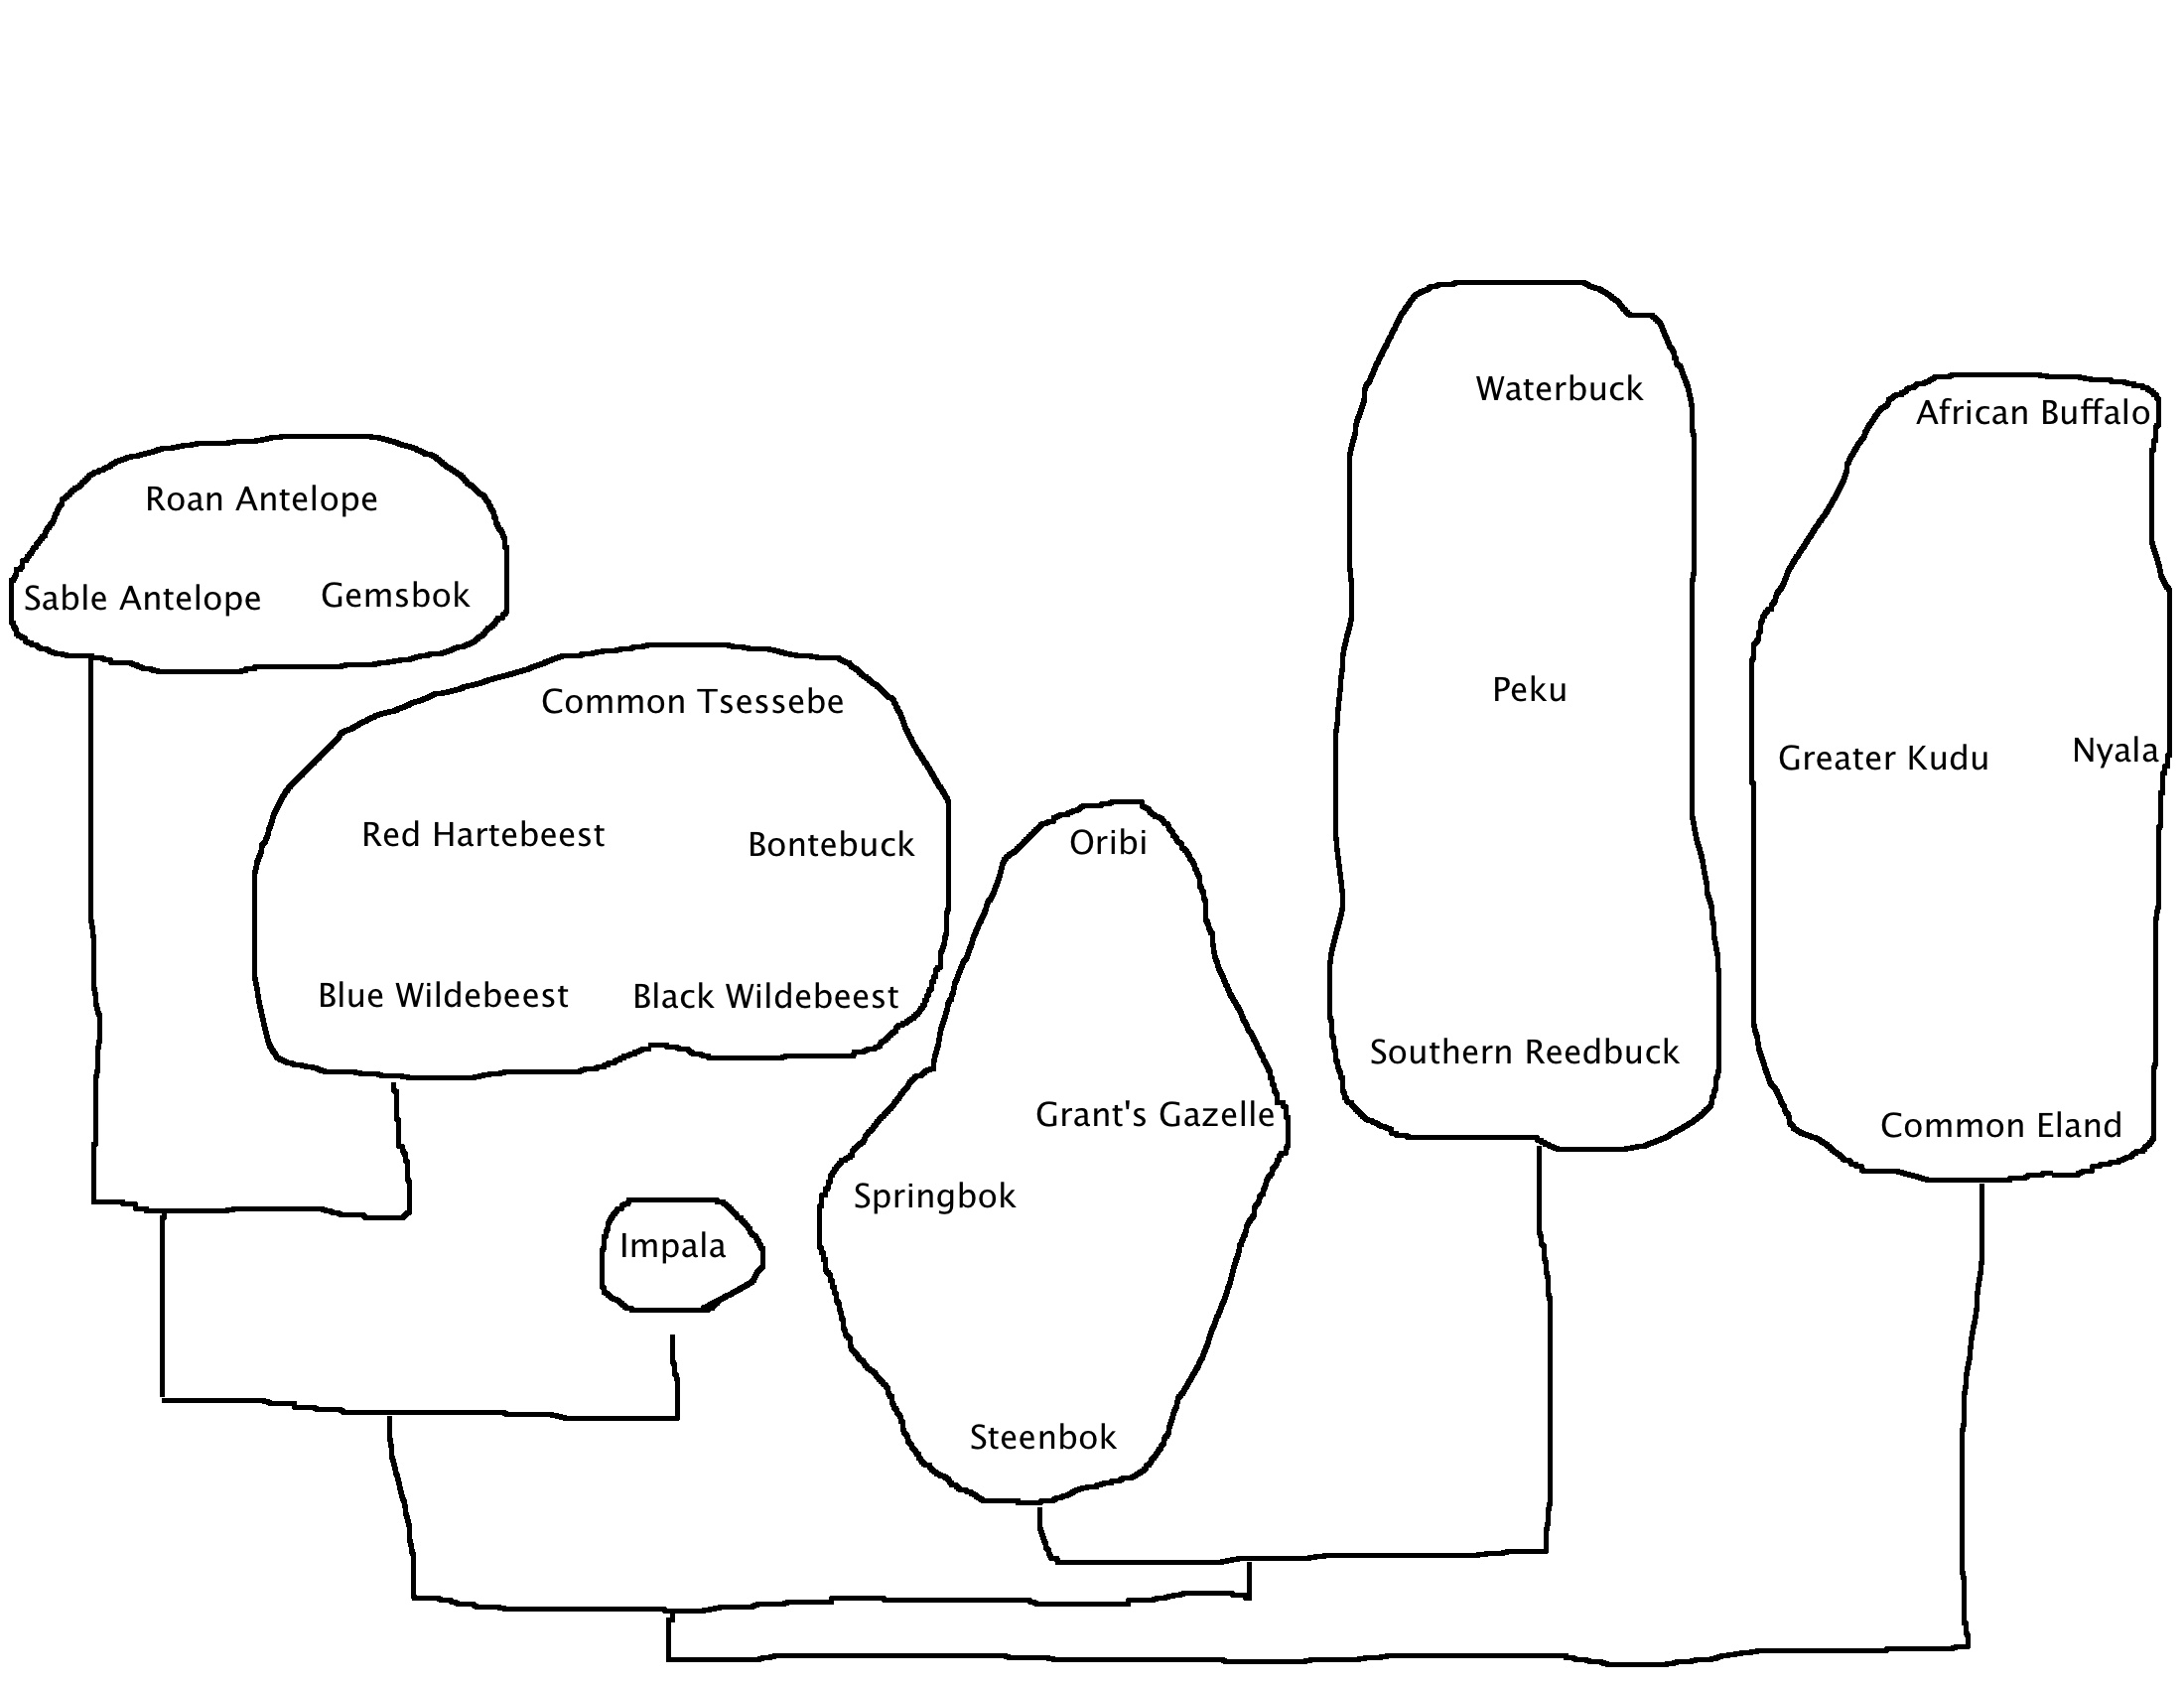 Waterbuck
African Buffalo
Roan Antelope
Sable Antelope
Gemsbok
Common Tsessebe
Peku
Greater Kudu
Nyala
Red Hartebeest
Bontebuck
Oribi
Blue Wildebeest
Black Wildebeest
Southern Reedbuck
Grant's Gazelle
Common Eland
Springbok
Impala
Steenbok